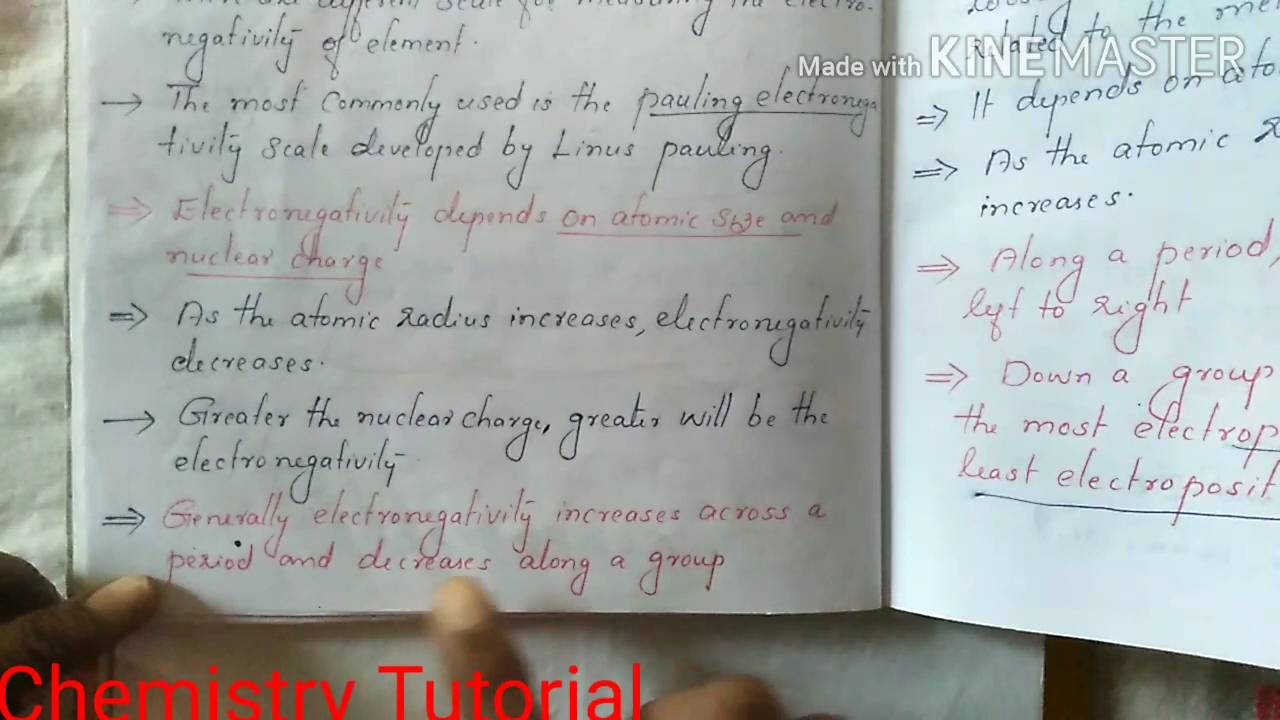 negativity of element.
→ The most commonly used is the pauling electronega
tivity scale developed by Linus pauling.
⇒ Electronegativity depends on atomic size and
nuclear charge
⇒ As the atomic radius increases, electronegativity
decreases.
→ Greater the nuclear charge, greater will be the
electronegativity
⇒ Generally electronegativity increases across a
period and decreases along a group
related to the
⇒ It depends on
⇒ As the atomic
increases.
⇒ Along a period,
left to right
⇒ Down a group
the most
least
Made with KINEMASTER
Chemistry Tutorial